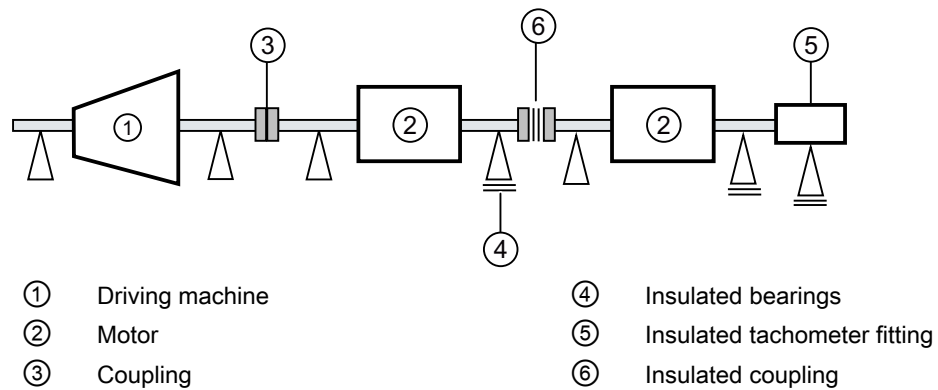 ⑥
③
⑤
①
②
②
④
① Driving machine
② Motor
③ Coupling
④ Insulated bearings
⑤ Insulated tachometer fitting
⑥ Insulated coupling